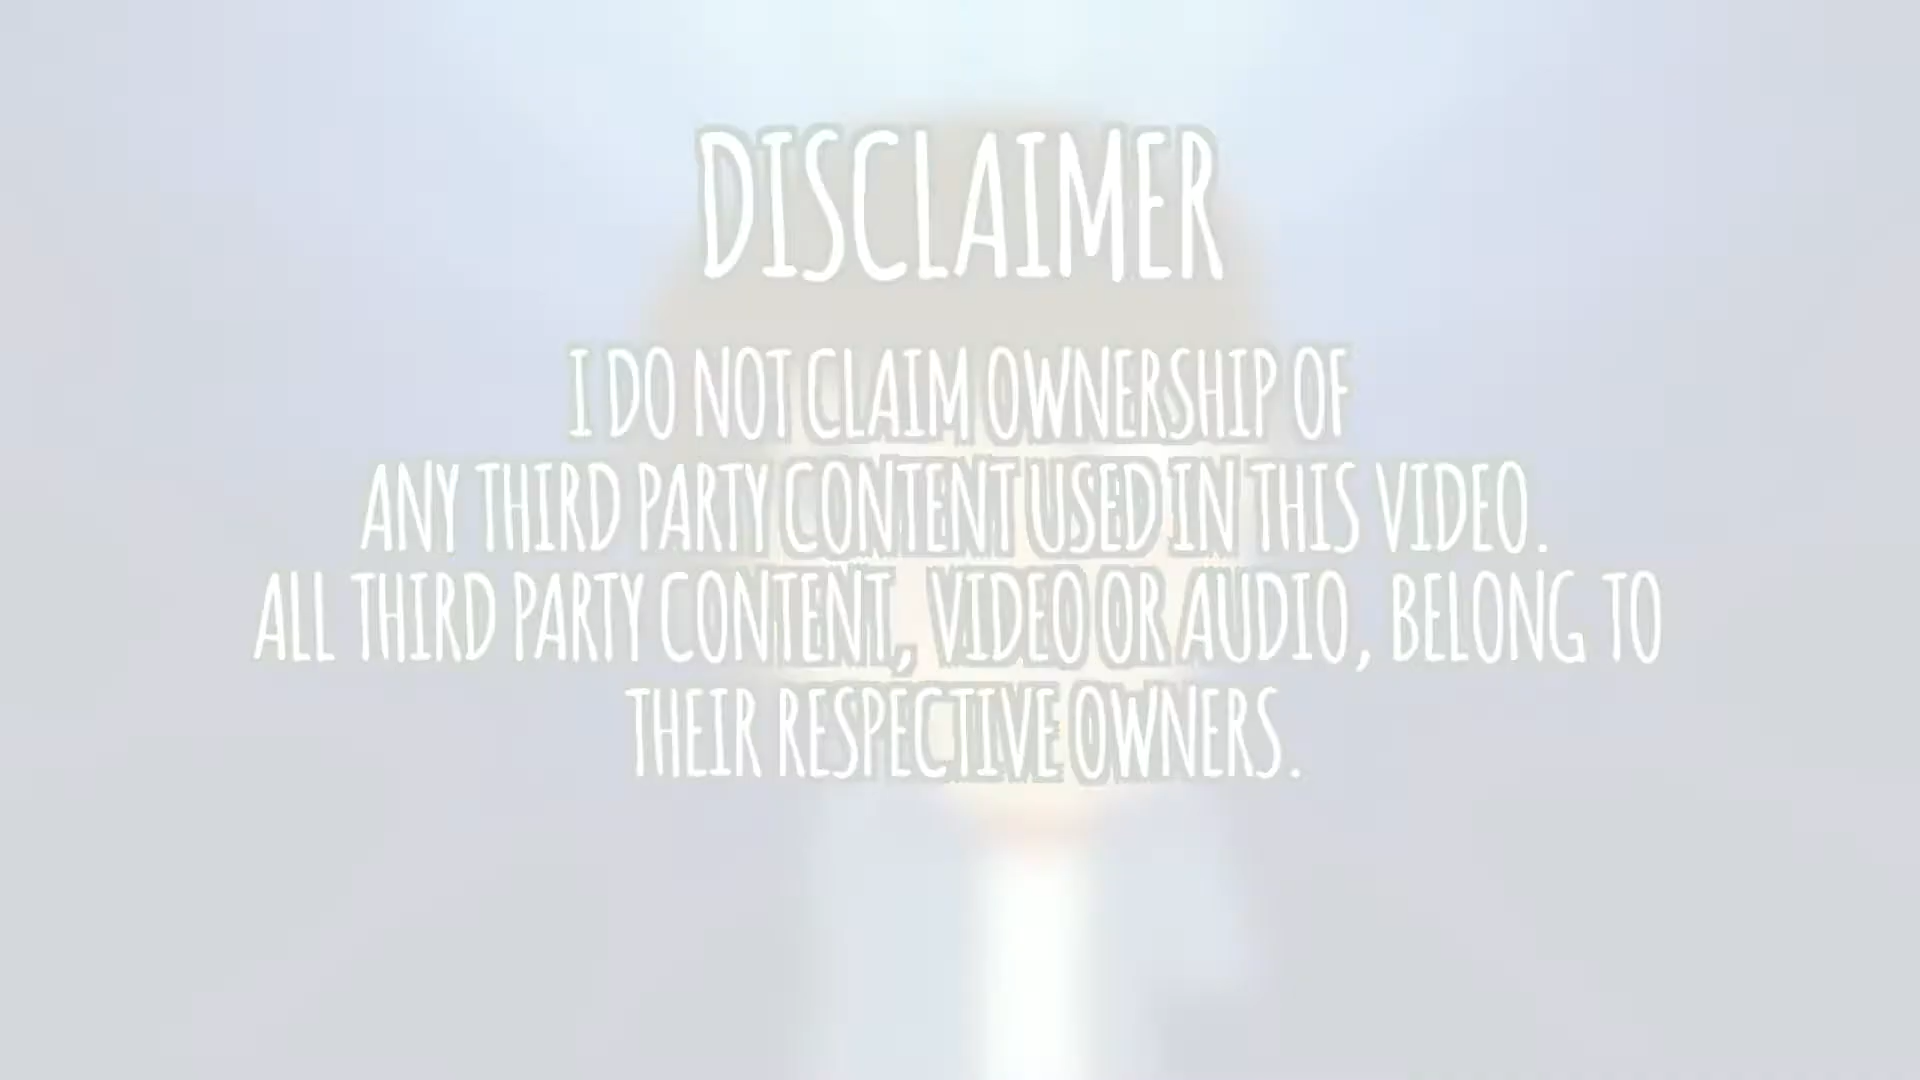 DISCLAIMER
I DO NOT CLAIM OWNERSHIP OF
ANY THIRD PARTY CONTENT USED IN THIS VIDEO.
ALL THIRD PARTY CONTENT, VIDEO OR AUDIO, BELONG TO
THEIR RESPECTIVE OWNERS.